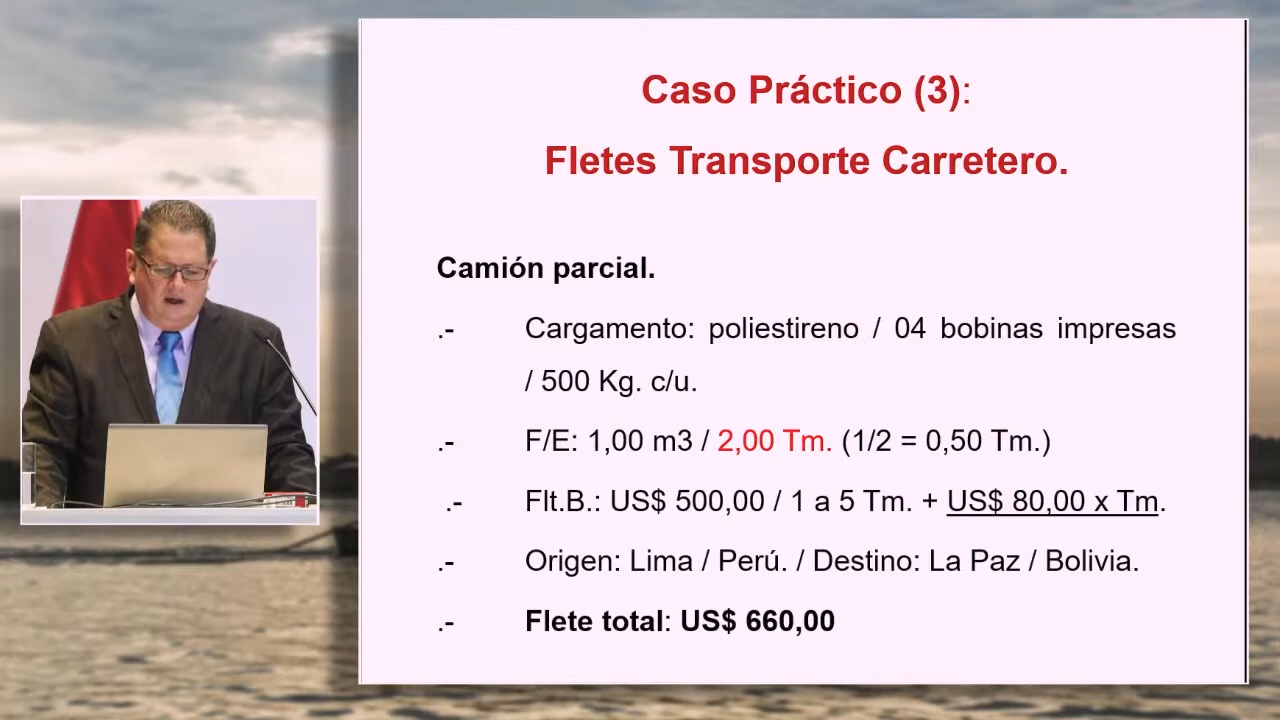 Caso Práctico (3):
Fletes Transporte Carretero.
Camión parcial.
.- Cargamento: poliestireno / 04 bobinas impresas
/ 500 Kg. c/u.
.- F/E: 1,00 m3 / 2,00 Tm. (1/2 = 0,50 Tm.)
.- Flt.B.: US$ 500,00 / 1 a 5 Tm. + US$ 80,00 x Tm.
.- Origen: Lima / Perú. / Destino: La Paz / Bolivia.
.- Flete total: US$ 660,00